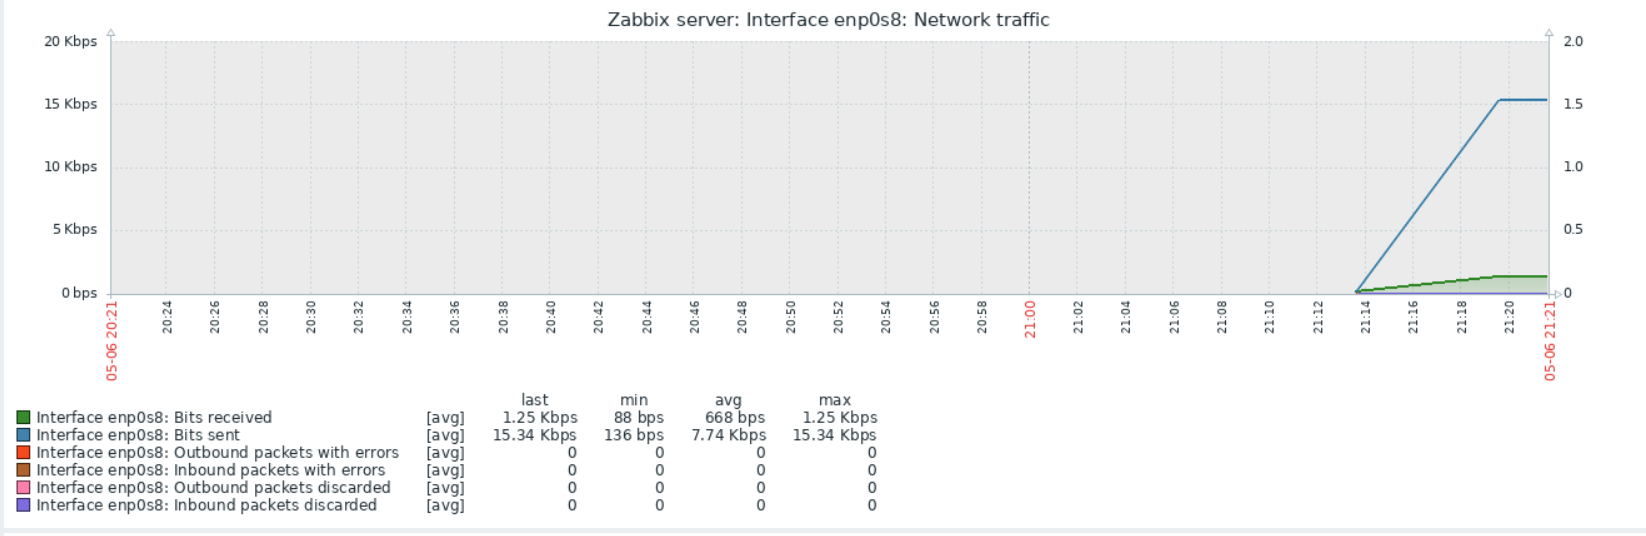 Zabbix server: Interface enp0s8: Network traffic
20 Kbps 2.0
15 Kbps 1.5
10 Kbps 1.0
5 Kbps 0.5
0 bps 0
05-06 20:21 20:24 20:26 20:28 20:30 20:32 20:34 20:36 20:38 20:40 20:42 20:44 20:46 20:48 20:50 20:52 20:54 20:56 20:58 21:00 21:02 21:04 21:06 21:08 21:10 21:12 21:14 21:16 21:18 21:20 05-06 21:21
last min avg max
Interface enp0s8: Bits received [avg] 1.25 Kbps 88 bps 668 bps 1.25 Kbps
Interface enp0s8: Bits sent [avg] 15.34 Kbps 136 bps 7.74 Kbps 15.34 Kbps
Interface enp0s8: Outbound packets with errors [avg] 0 0 0 0
Interface enp0s8: Inbound packets with errors [avg] 0 0 0 0
Interface enp0s8: Outbound packets discarded [avg] 0 0 0 0
Interface enp0s8: Inbound packets discarded [avg] 0 0 0 0